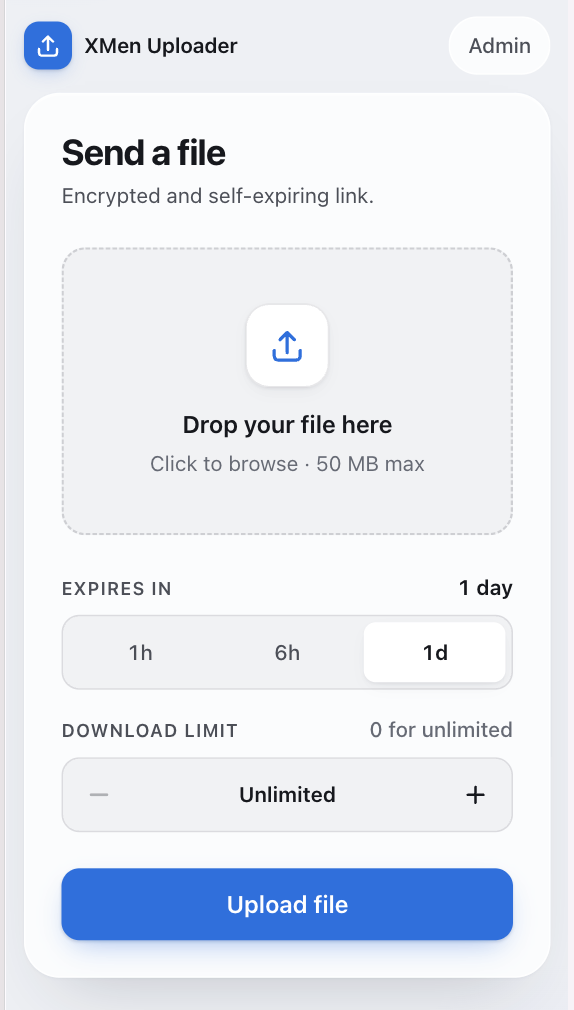 XMen Uploader
Admin
Send a file
Encrypted and self-expiring link.
Drop your file here
Click to browse · 50 MB max
EXPIRES IN
1 day
1h
6h
1d
DOWNLOAD LIMIT
0 for unlimited
Unlimited
Upload file